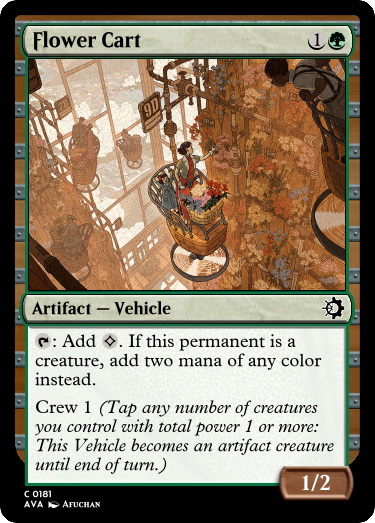 Flower Cart 1
9D
Artifact — Vehicle
: Add . If this permanent is a
creature, add two mana of any color
instead.
Crew 1 (Tap any number of creatures
you control with total power 1 or more:
This Vehicle becomes an artifact creature
until end of turn.)
1/2
C 0181
AVA Afuchan